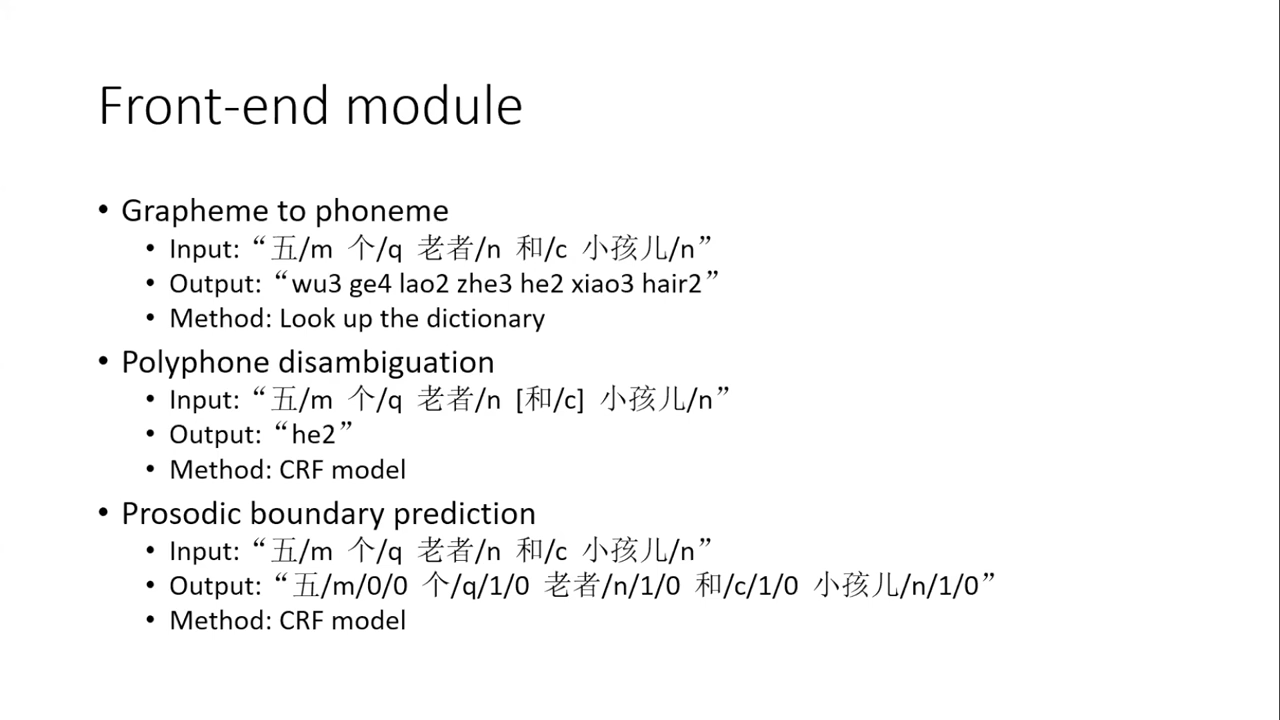 Front-end module
• Grapheme to phoneme
• Input: “五/m 个/q 老者/n 和/c 小孩儿/n”
• Output: “wu3 ge4 lao2 zhe3 he2 xiao3 hair2”
• Method: Look up the dictionary
• Polyphone disambiguation
• Input: “五/m 个/q 老者/n [和/c] 小孩儿/n”
• Output: “he2”
• Method: CRF model
• Prosodic boundary prediction
• Input: “五/m 个/q 老者/n 和/c 小孩儿/n”
• Output: “五/m/0/0 个/q/1/0 老者/n/1/0 和/c/1/0 小孩儿/n/1/0”
• Method: CRF model